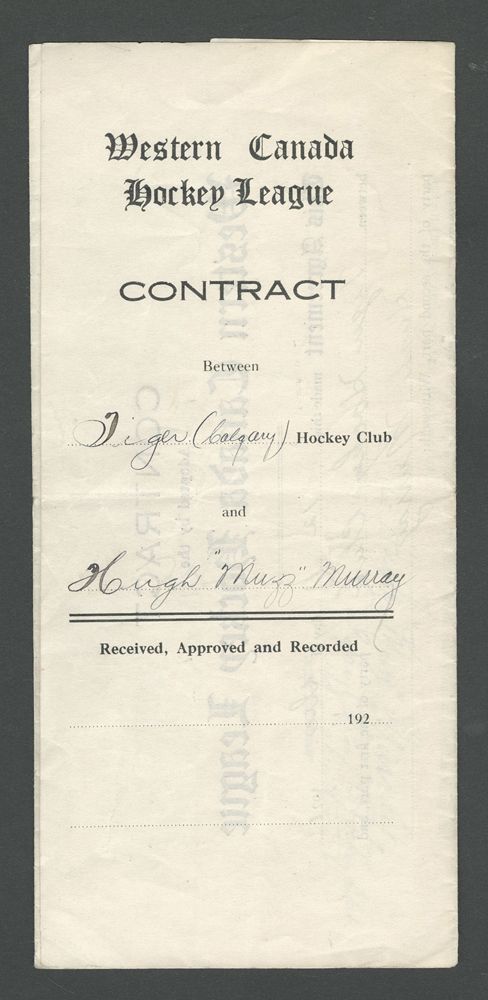 Western Canada
Hockey League
CONTRACT
Between
Tiger (Calgary) Hockey Club
and
Hugh "Muzz" Murray
Received, Approved and Recorded
192